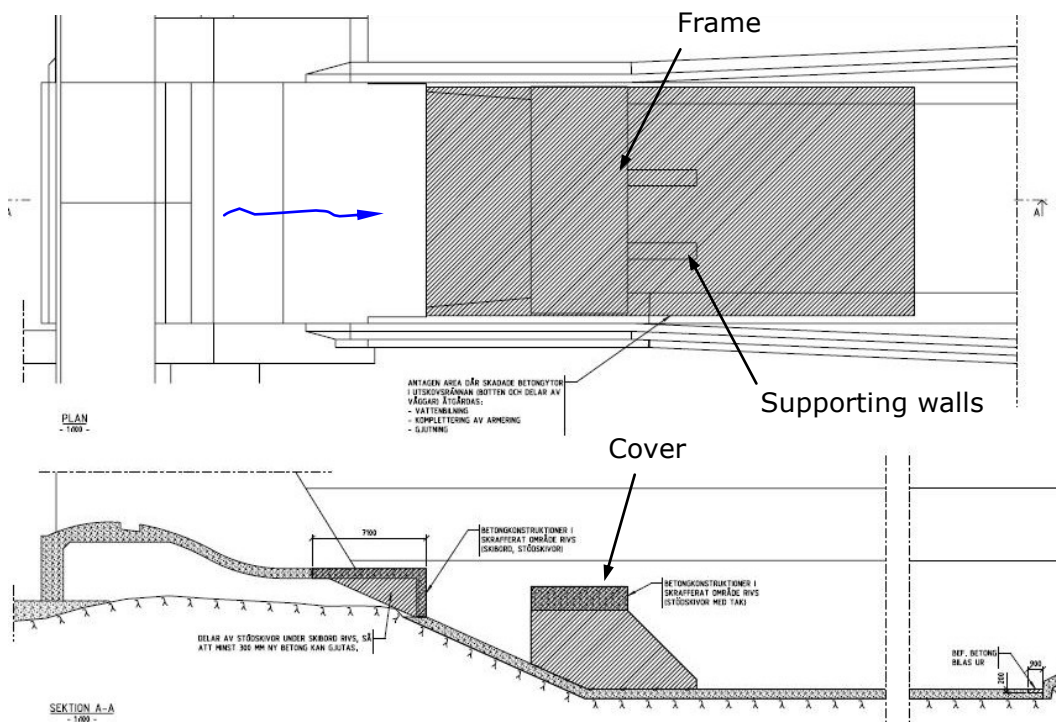 Frame
A
A
ANTAGEN AREA DÄR SKADADE BETONGYTOR
I UTSKOVSRÄNNAN (BOTTEN OCH DELAR AV
VÄGGAR) ÅTGÄRDAS:
- VATTENBILNING
- KOMPLETTERING AV ARMERING
- GJUTNING
Supporting walls
PLAN
- 1:100 -
Cover
7100
BETONGKONSTRUKTIONER I
SKRAFFERAT OMRÅDE RIVS
(SKIBORD, STÖDSKIVOR)
BETONGKONSTRUKTIONER I
SKRAFFERAT OMRÅDE RIVS
(STÖDSKIVOR MED TAK)
DELAR AV STÖDSKIVOR UNDER SKIBORD RIVS, SÅ
ATT MINST 300 MM NY BETONG KAN GJUTAS.
BEF. BETONG
BILAS UR
900
200
SEKTION A-A
- 1:100 -